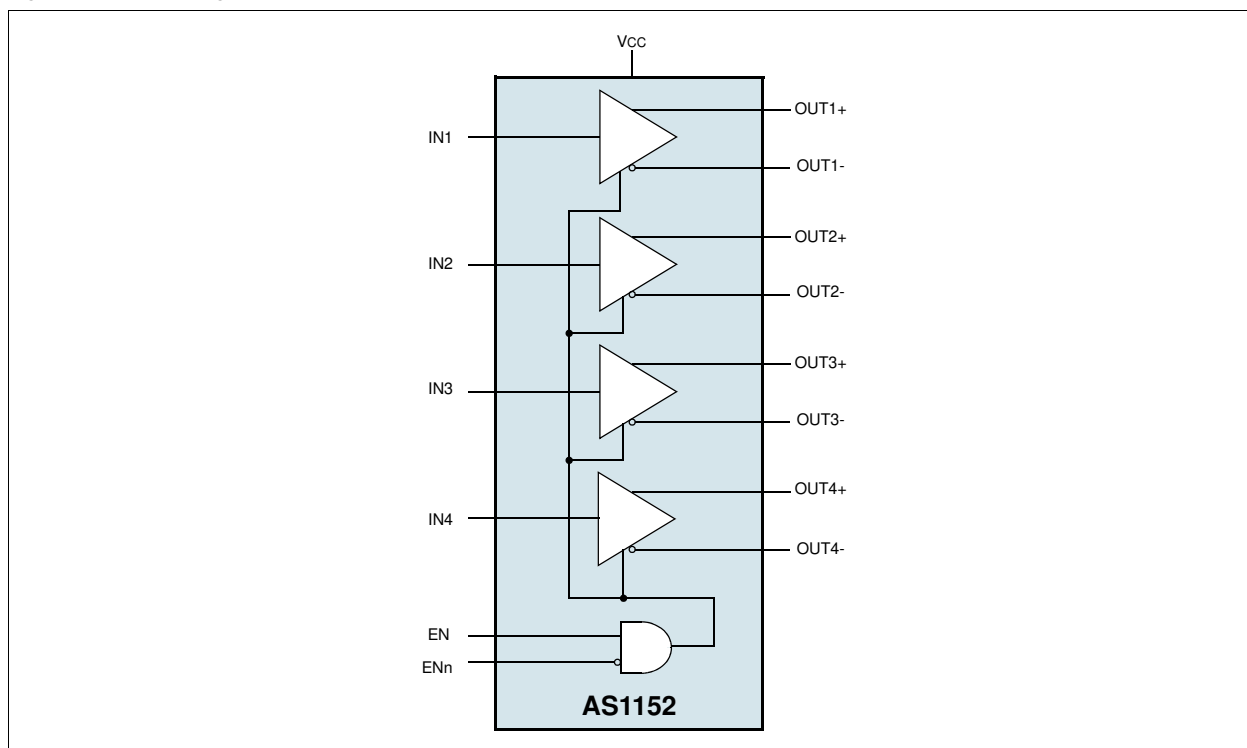 VCC
OUT1+
IN1
OUT1-
OUT2+
IN2
OUT2-
OUT3+
IN3
OUT3-
OUT4+
IN4
OUT4-
EN
ENn
AS1152